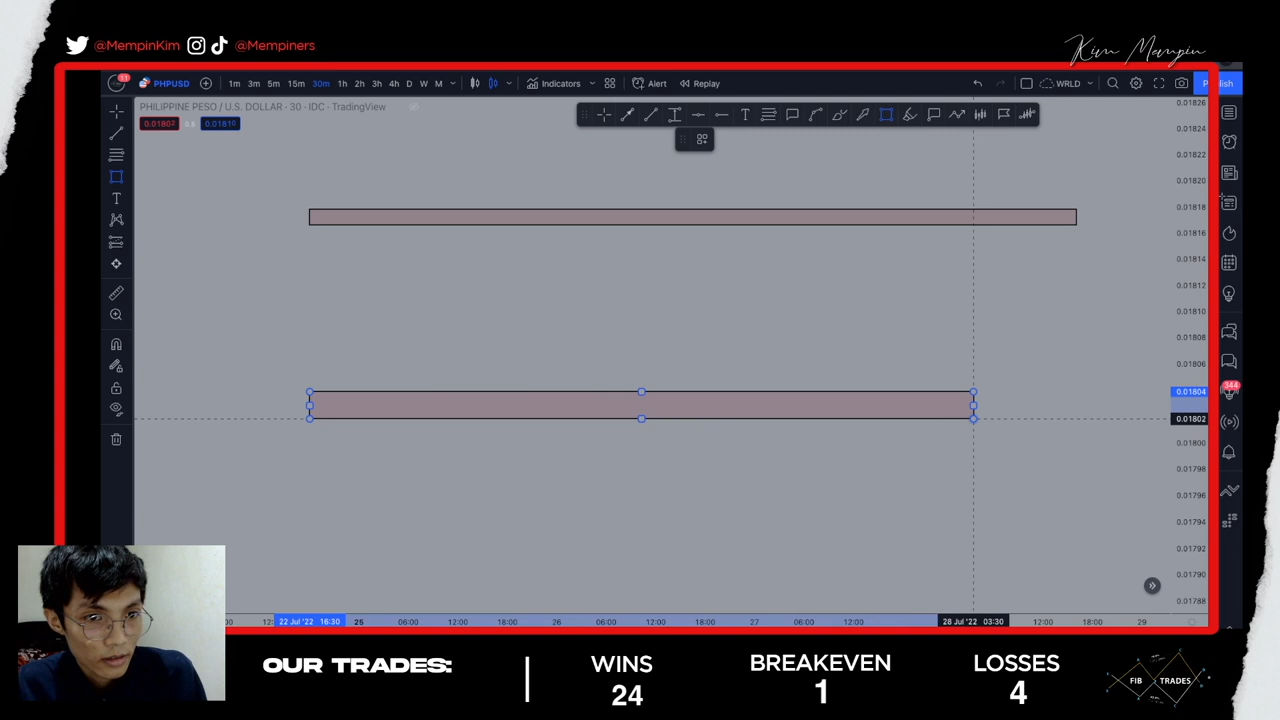 @MempinKim @Mempiners
Kim Mempin
11 PHPUSD 1m 3m 5m 15m 30m 1h 2h 3h 4h D W M Indicators Alert Replay WRLD
PHILIPPINE PESO / U.S. DOLLAR · 30 · IDC · TradingView
0.01802 0.8 0.01810
0.01826
0.01824
0.01822
0.01820
0.01818
0.01816
0.01814
0.01812
0.01810
0.01808
0.01806
0.01804
344
0.01802
0.01800
0.01798
0.01796
0.01794
0.01792
0.01790
0.01788
22 Jul '22 16:30 25 06:00 12:00 18:00 26 06:00 12:00 18:00 27 06:00 12:00 28 Jul '22 03:30 12:00 18:00 29
OUR TRADES: WINS BREAKEVEN LOSSES
24 1 4
FIB TRADES